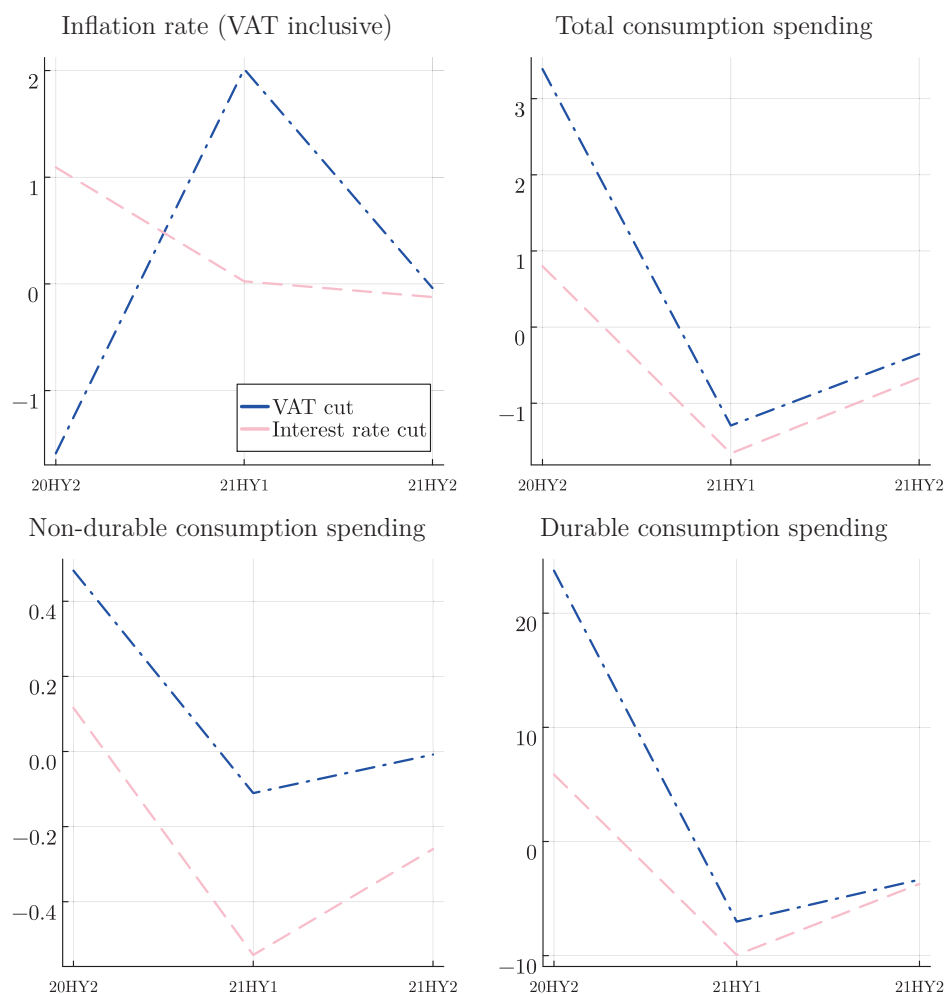 Inflation rate (VAT inclusive)
2
1
0
−1
VAT cut
Interest rate cut
20HY2 21HY1 21HY2
Total consumption spending
3
2
1
0
−1
20HY2 21HY1 21HY2
Non-durable consumption spending
0.4
0.2
0.0
−0.2
−0.4
20HY2 21HY1 21HY2
Durable consumption spending
20
10
0
−10
20HY2 21HY1 21HY2